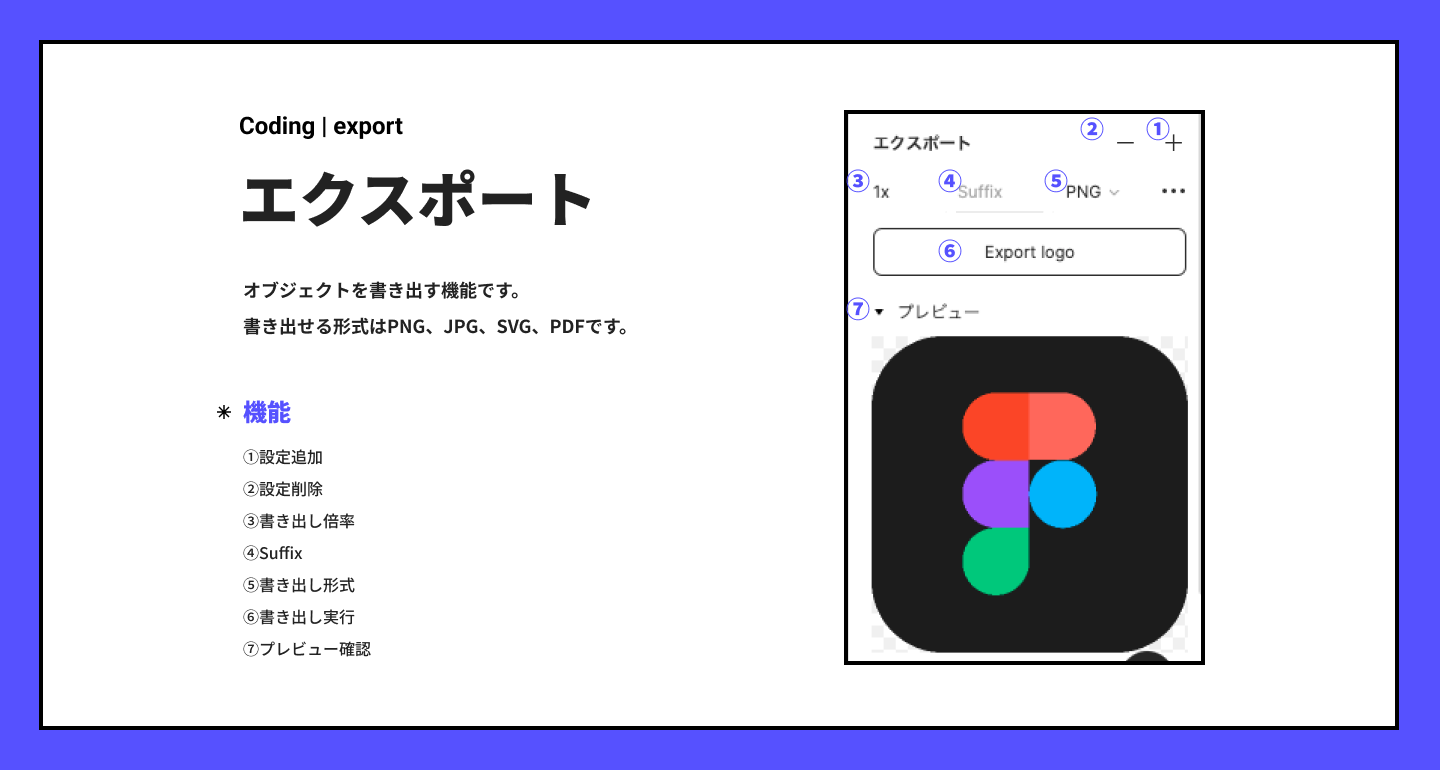 Coding | export
エクスポート
オブジェクトを書き出す機能です。
書き出せる形式はPNG、JPG、SVG、PDFです。
機能
①設定追加
②設定削除
③書き出し倍率
④Suffix
⑤書き出し形式
⑥書き出し実行
⑦プレビュー確認
エクスポート ② ①
③ 1x ④ Suffix ⑤ PNG
⑥ Export logo
⑦ プレビュー